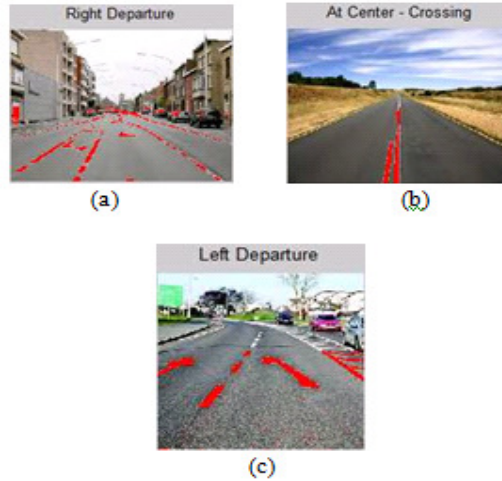 Right Departure
At Center - Crossing
(a)
(b)
Left Departure
(c)